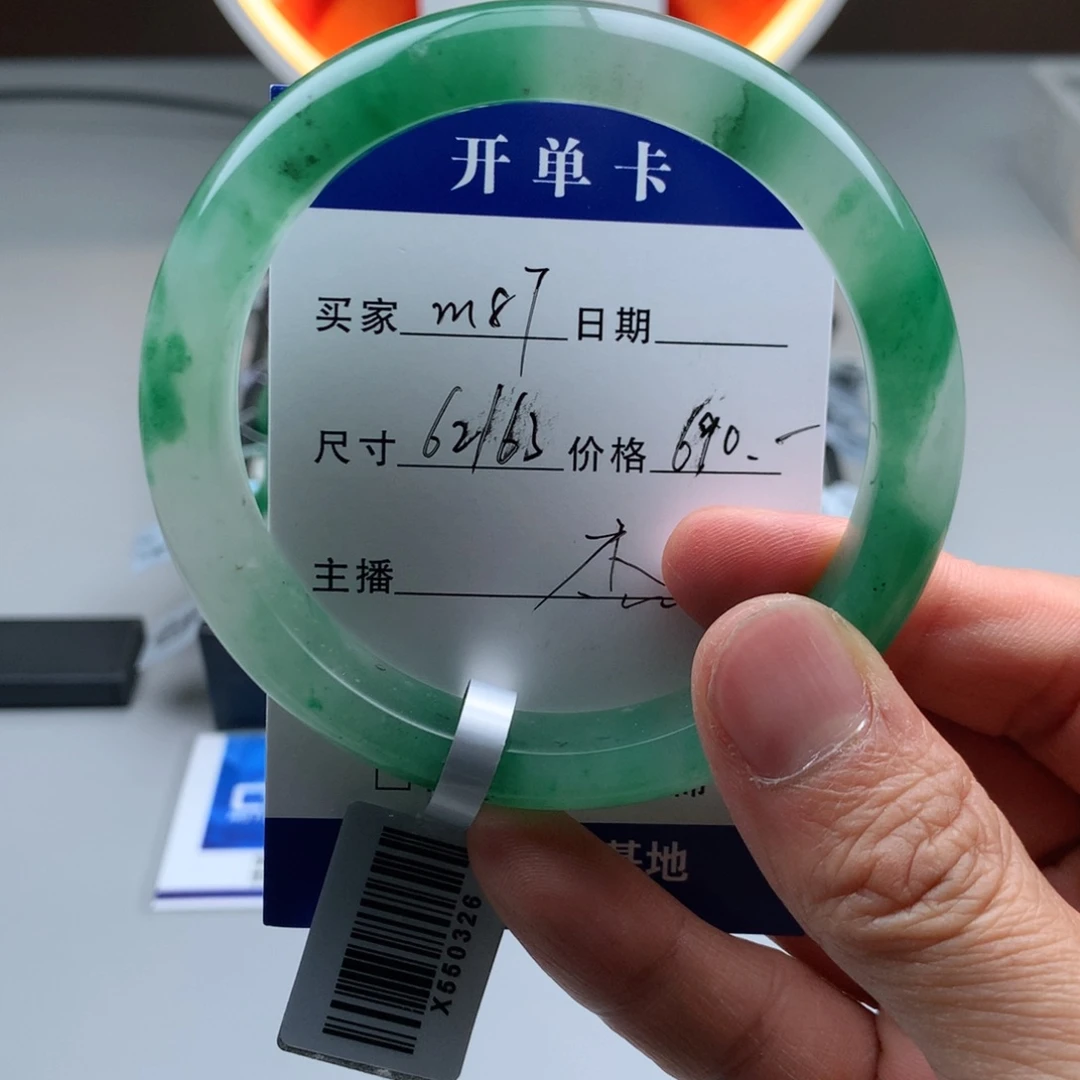 开单卡
买家 m87 日期
尺寸 62/63 价格 690.-
主播 杰
基地
X550326